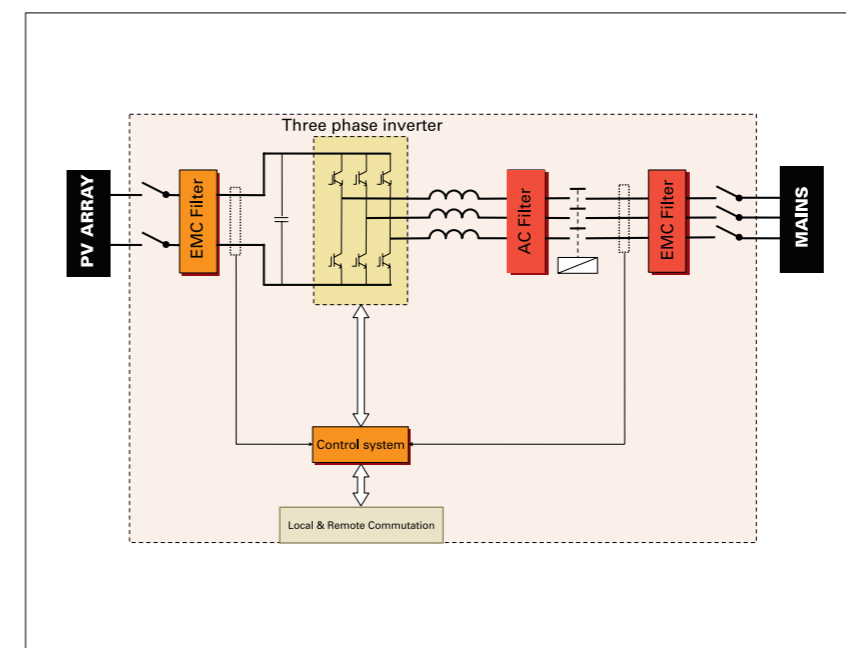 Three phase inverter
PV ARRAY
EMC Filter
AC Filter
EMC Filter
MAINS
Control system
Local & Remote Commutation